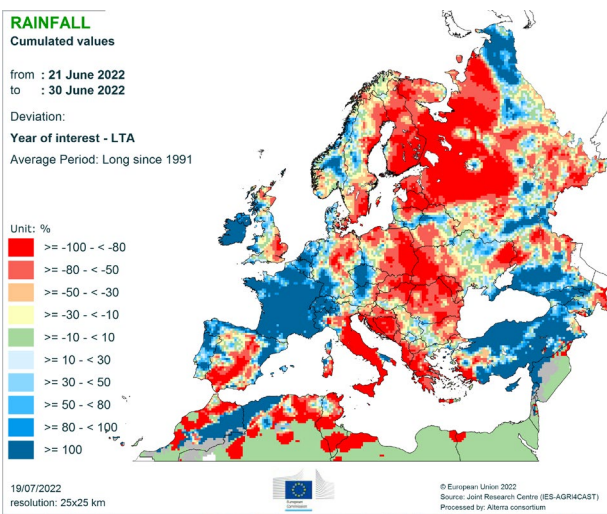 RAINFALL
Cumulated values
from : 21 June 2022
to : 30 June 2022
Deviation:
Year of interest - LTA
Average Period: Long since 1991
Unit: %
>= -100 - < -80
>= -80 - < -50
>= -50 - < -30
>= -30 - < -10
>= -10 - < 10
>= 10 - < 30
>= 30 - < 50
>= 50 - < 80
>= 80 - < 100
>= 100
19/07/2022
resolution: 25x25 km
European
Commission
© European Union 2022
Source: Joint Research Centre (IES-AGRI4CAST)
Processed by: Alterra consortium